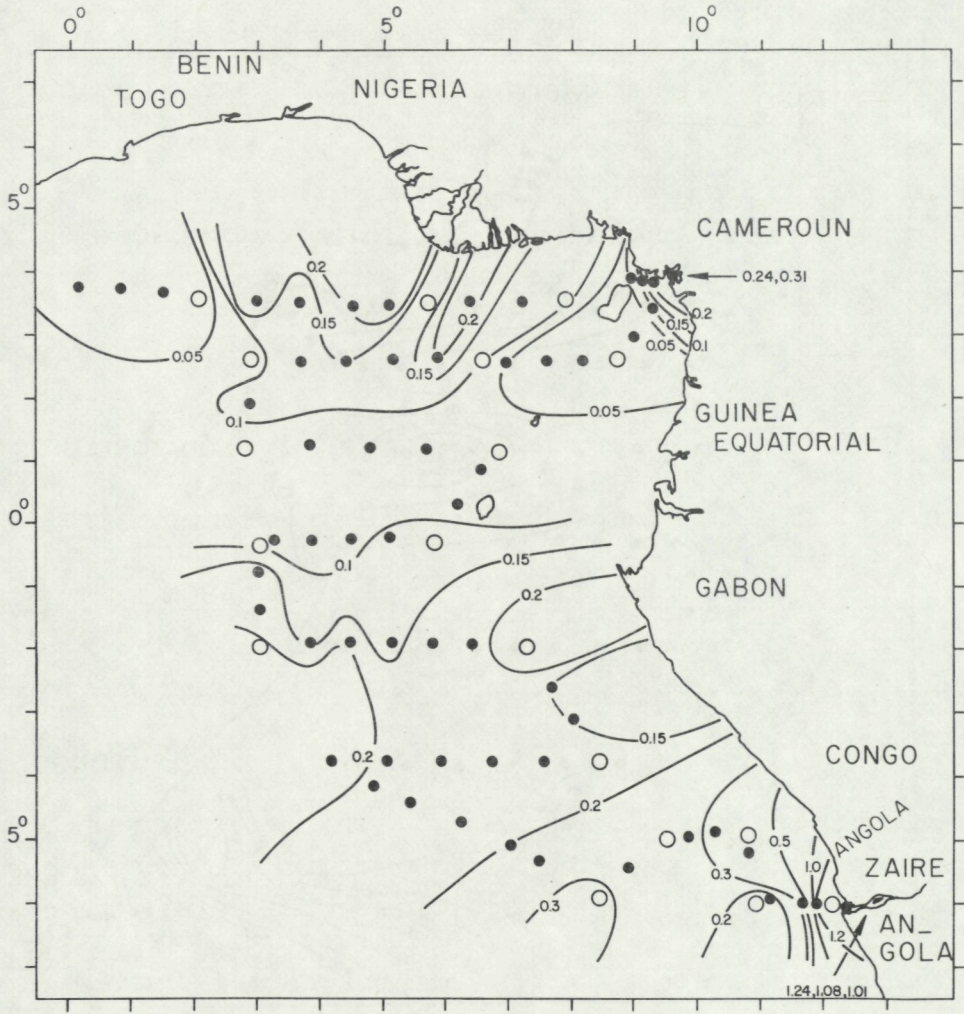 0° 5° 10°
BENIN
NIGERIA
TOGO
5°
CAMEROUN
0.2
0.24,0.31
0.15
0.2
0.2
0.15
0.05
0.05
0.1
0.15
0.05
0.1
GUINEA
EQUATORIAL
0°
0.15
0.1
0.2
GABON
0.15
CONGO
0.2
0.2
ANGOLA
5°
0.5
1.0
ZAIRE
0.3
0.3
0.2
AN_
GOLA
1.2
1.24,1.08,1.01